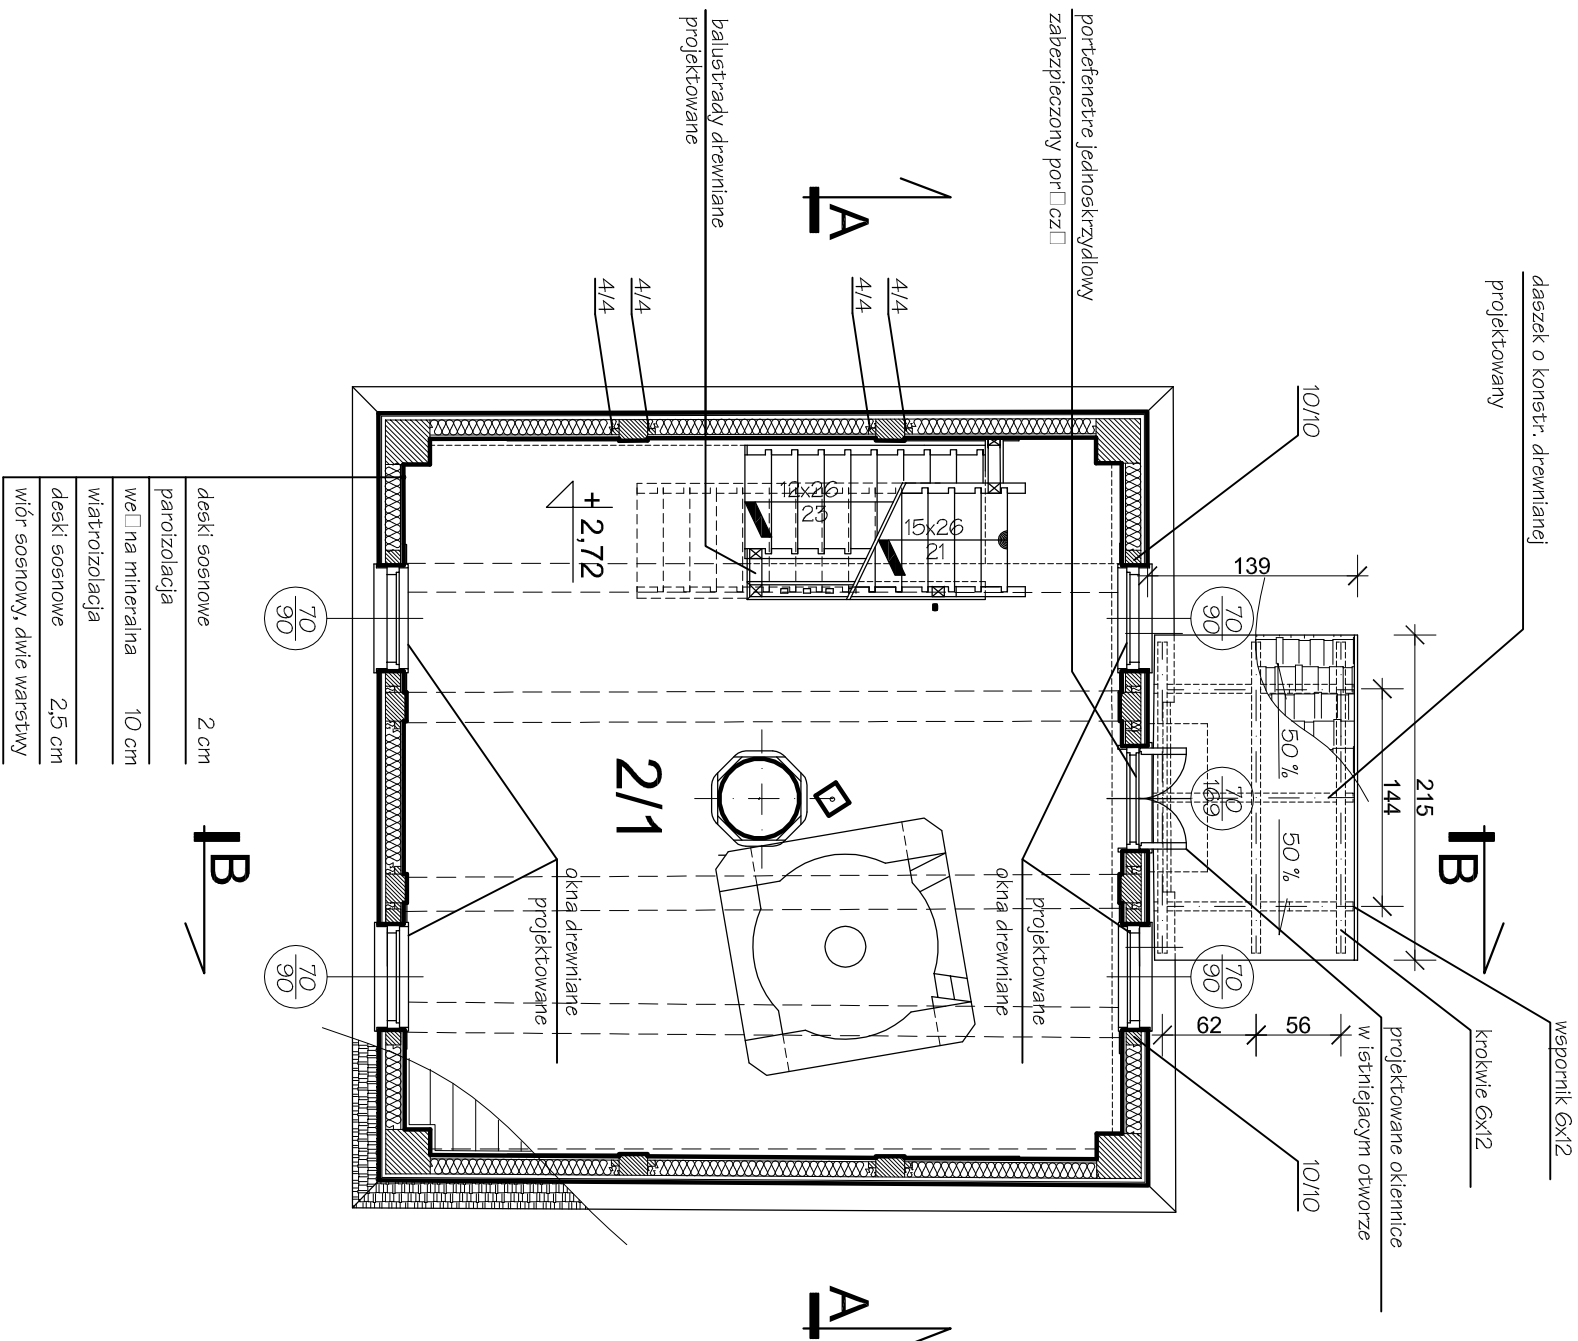 daszek o konstr. drewnianej
projektowany
portefenetre jednoskrzydlowy
zabezpieczony por□cz□
balustrady drewniane
projektowane
A
4/4
4/4
4/4
4/4
10/10
139
215
144
50 %
50 %
62
56
wspornik 6x12
krokwie 6x12
projektowane okiennice
w istniejacym otworze
10/10
B
B
70
90
70
169
70
90
70
90
70
90
12x26
23
15x26
21
+2,72
2/1
okna drewniane
projektowane
projektowane
okna drewniane
deski sosnowe 2 cm
paroizolacja
we□na mineralna 10 cm
wiatroizolacja
deski sosnowe 2,5 cm
wiór sosnowy, dwie warstwy
A